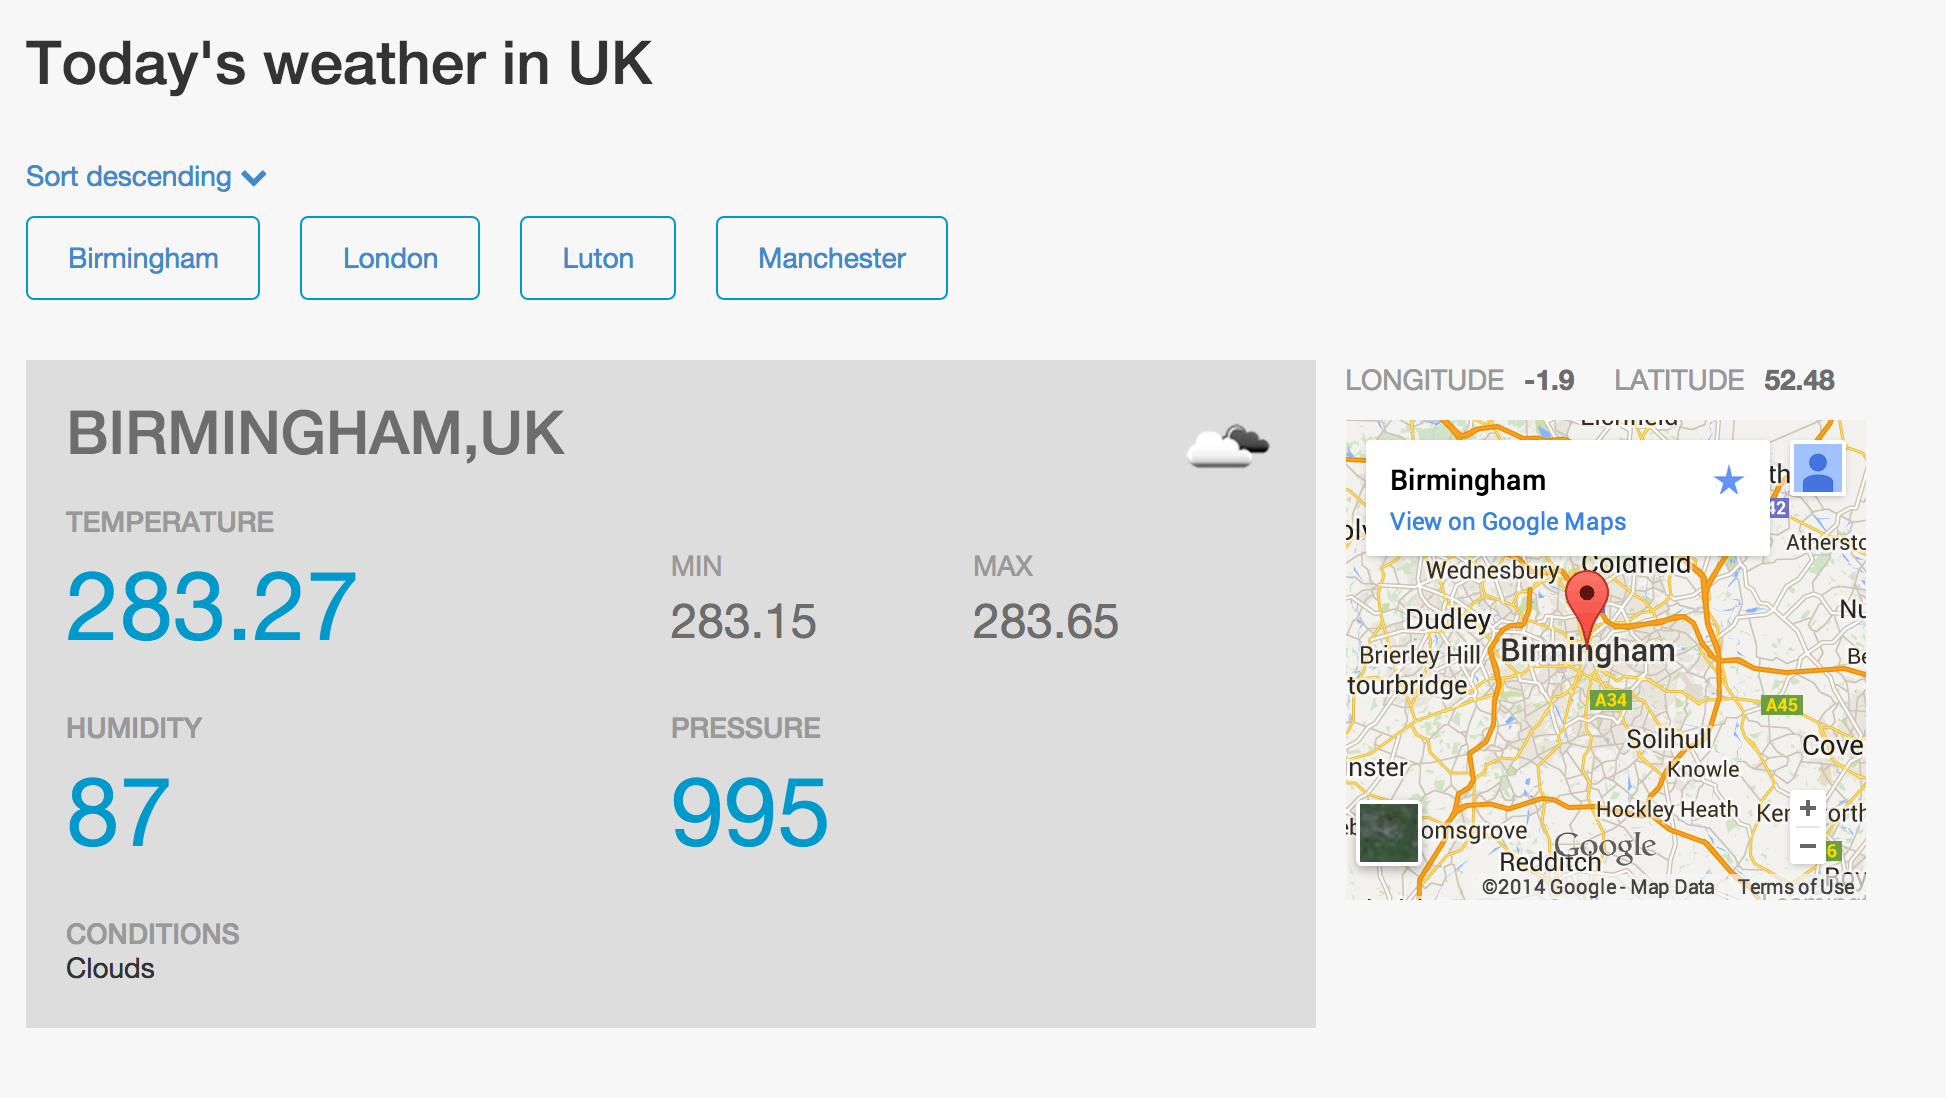 Today's weather in UK
Sort descending
Birmingham London Luton Manchester
BIRMINGHAM,UK
TEMPERATURE
283.27
MIN
283.15
MAX
283.65
HUMIDITY
87
PRESSURE
995
CONDITIONS
Clouds
LONGITUDE -1.9 LATITUDE 52.48
Birmingham
View on Google Maps
42
Atherstc
Wednesbury
Coldfield
Dudley
Nu
Brierley Hill
Birmingham
Be
tourbridge
A34
A45
Solihull
Cove
nster
Knowle
Hockley Heath
Ken
orth
+
omsgrove
Google
−
6
Redditch
©2014 Google - Map Data
Terms of Use